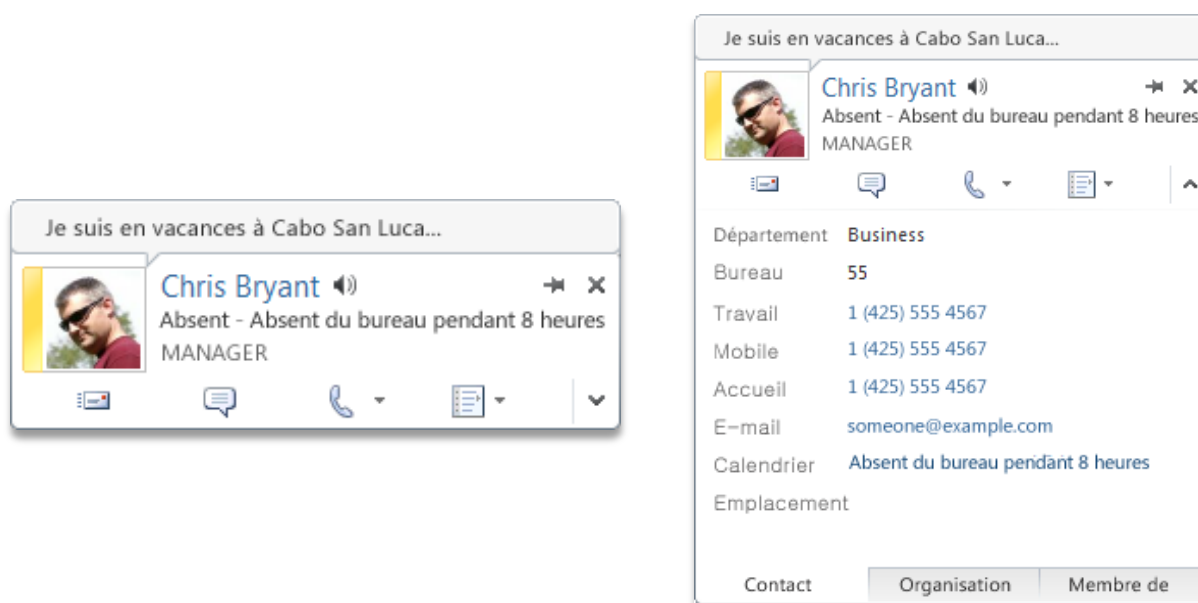 Je suis en vacances à Cabo San Luca...
Chris Bryant
Absent - Absent du bureau pendant 8 heures
MANAGER
Je suis en vacances à Cabo San Luca...
Chris Bryant
Absent - Absent du bureau pendant 8 heures
MANAGER
Département Business
Bureau 55
Travail 1 (425) 555 4567
Mobile 1 (425) 555 4567
Accueil 1 (425) 555 4567
E-mail someone@example.com
Calendrier Absent du bureau pendant 8 heures
Emplacement
Contact Organisation Membre de